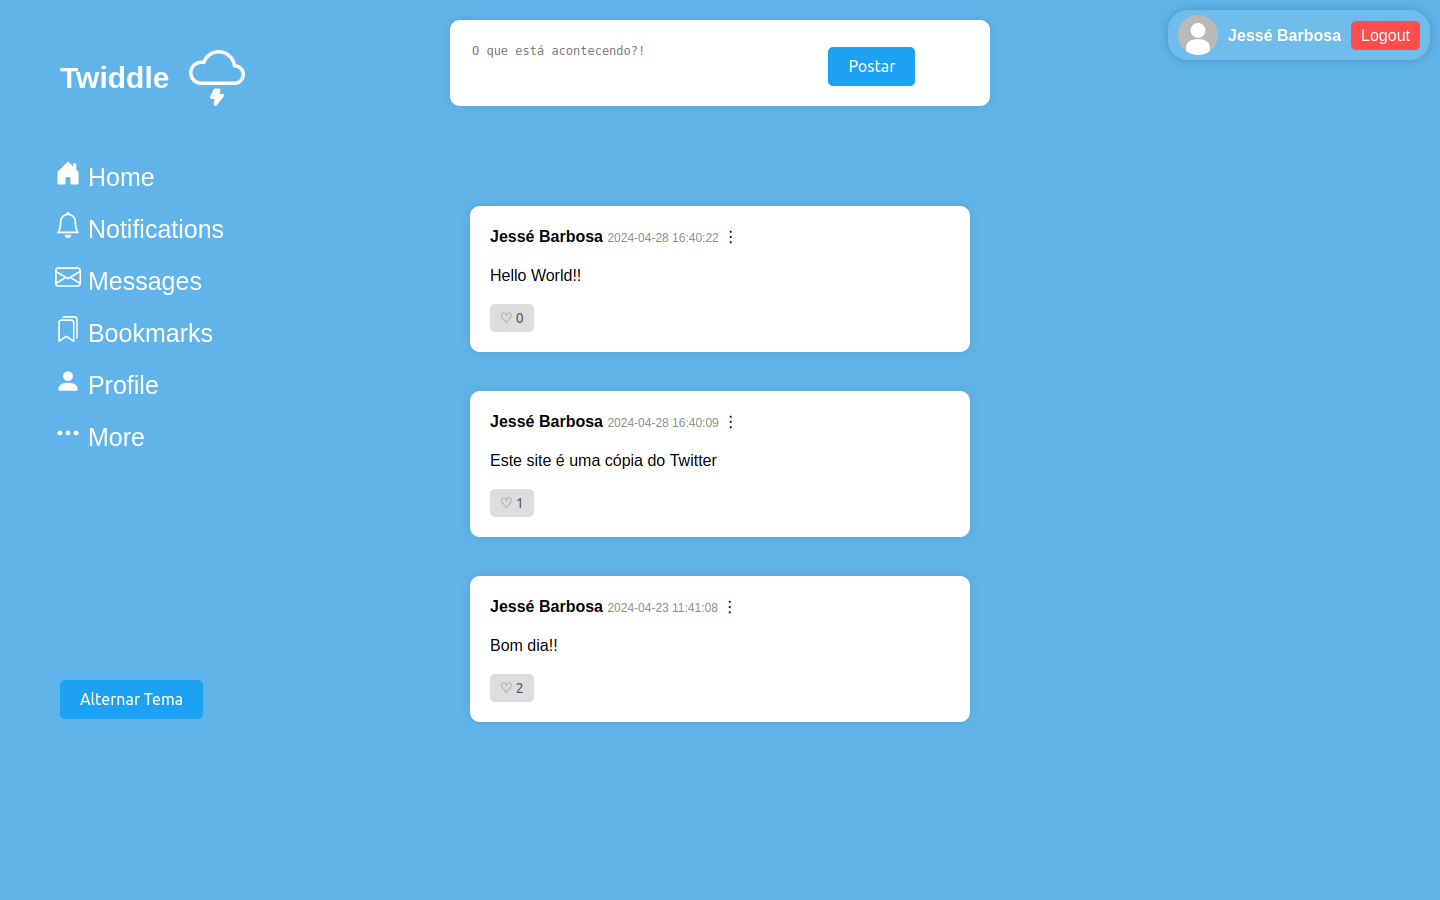 Twiddle
O que está acontecendo?!
Postar
Jessé Barbosa
Logout
Home
Notifications
Messages
Bookmarks
Profile
More
Alternar Tema
Jessé Barbosa 2024-04-28 16:40:22 ⋮
Hello World!!
♡ 0
Jessé Barbosa 2024-04-28 16:40:09 ⋮
Este site é uma cópia do Twitter
♡ 1
Jessé Barbosa 2024-04-23 11:41:08 ⋮
Bom dia!!
♡ 2